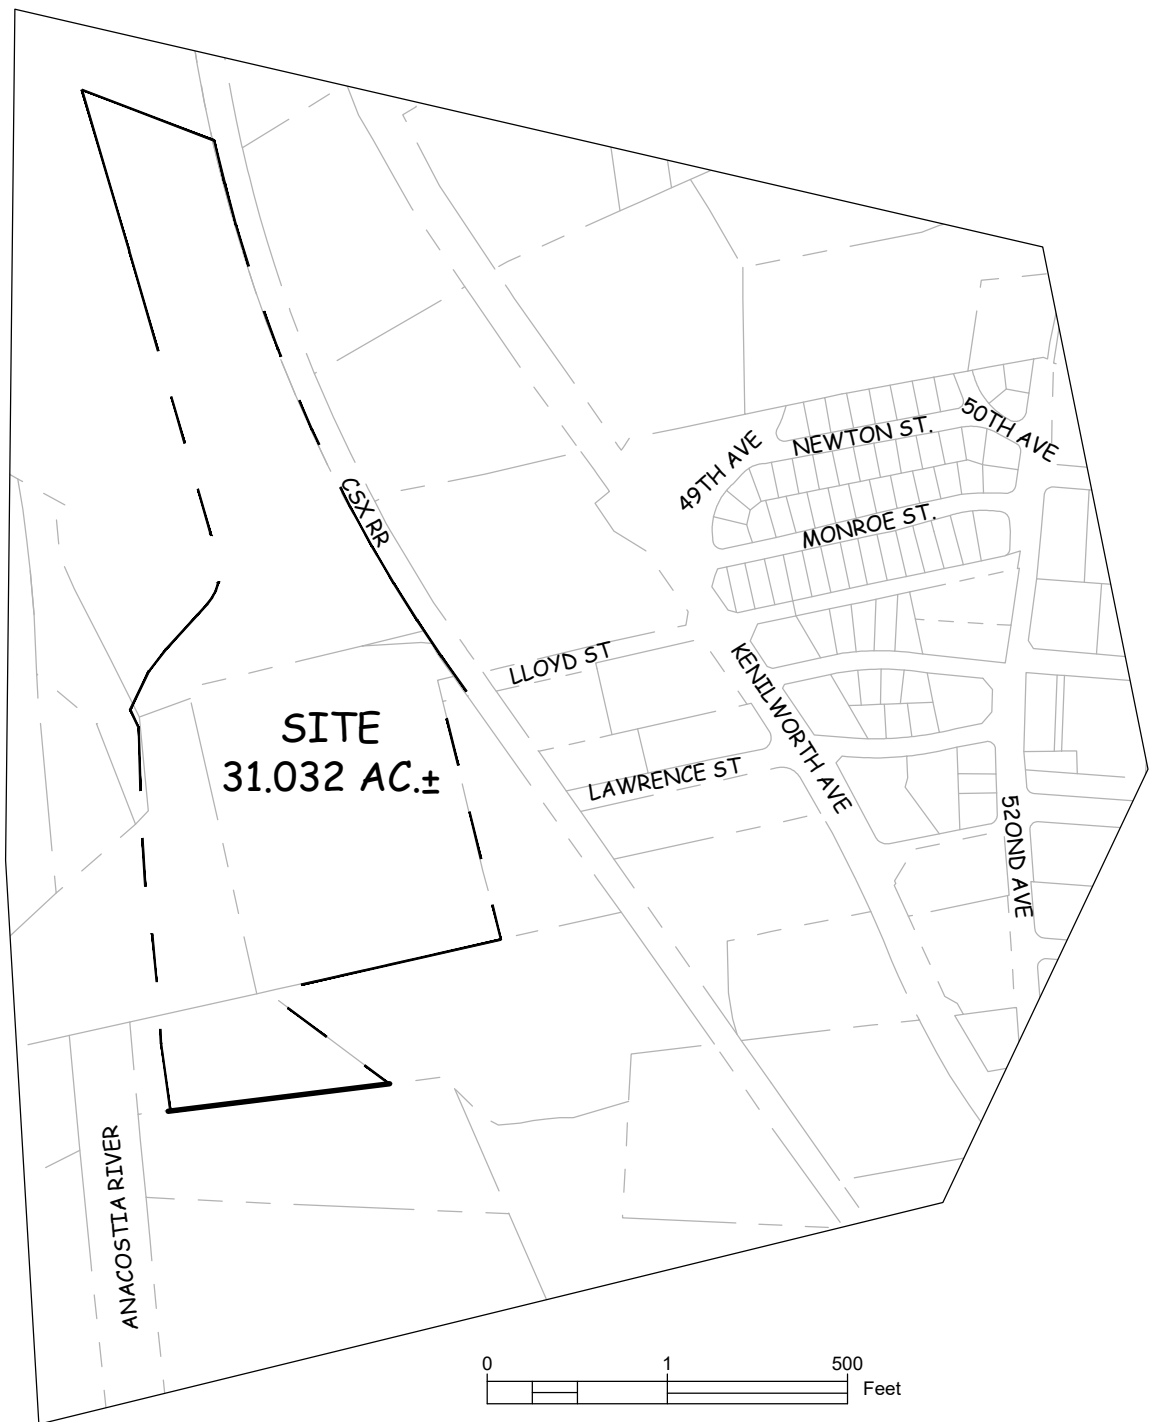 50TH AVE
NEWTON ST.
49TH AVE
CSX RR
MONROE ST.
LLOYD ST
KENILWORTH AVE
SITE
31.032 AC.±
LAWRENCE ST
520ND AVE
ANACOSTIA RIVER
0 1 500
Feet